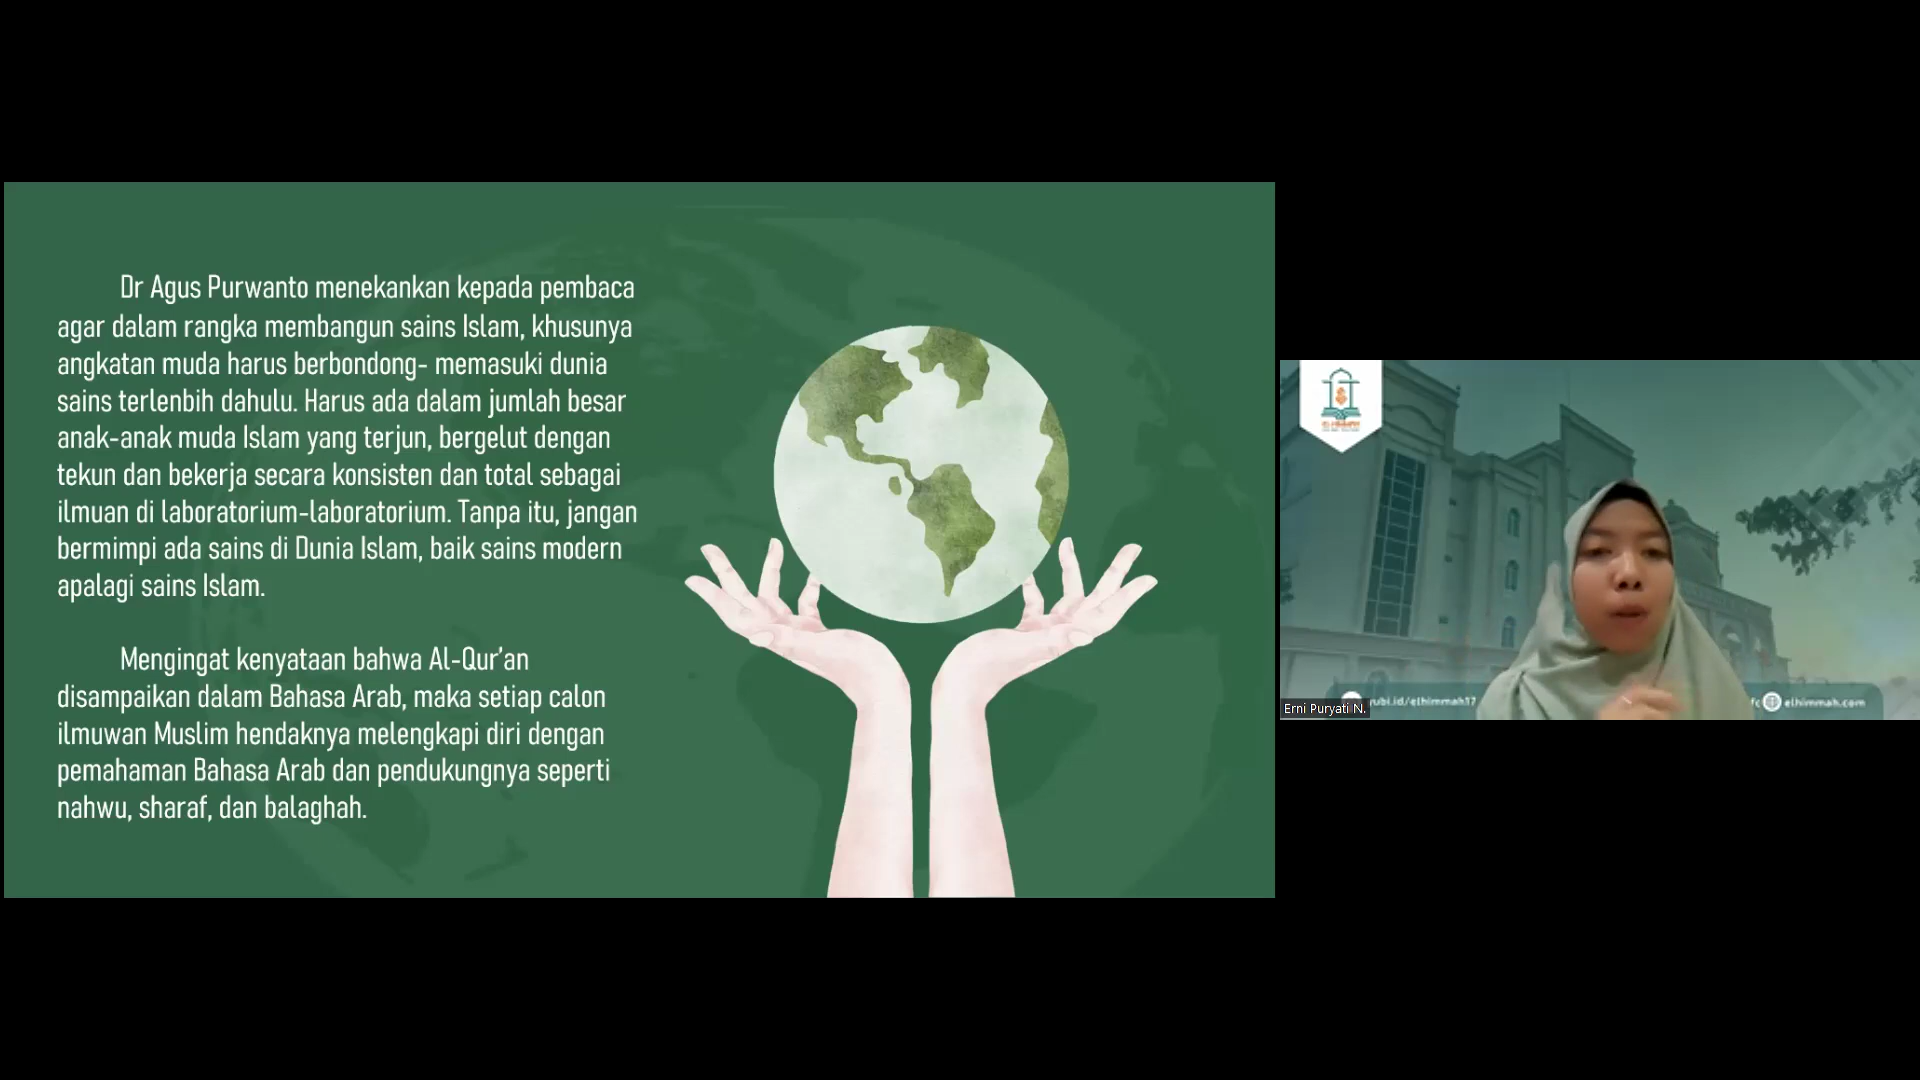 Dr Agus Purwanto menekankan kepada pembaca
agar dalam rangka membangun sains Islam, khusunya
angkatan muda harus berbondong- memasuki dunia
sains terlenbih dahulu. Harus ada dalam jumlah besar
anak-anak muda Islam yang terjun, bergelut dengan
tekun dan bekerja secara konsisten dan total sebagai
ilmuan di laboratorium-laboratorium. Tanpa itu, jangan
bermimpi ada sains di Dunia Islam, baik sains modern
apalagi sains Islam.
Mengingat kenyataan bahwa Al-Qur’an
disampaikan dalam Bahasa Arab, maka setiap calon
ilmuwan Muslim hendaknya melengkapi diri dengan
pemahaman Bahasa Arab dan pendukungnya seperti
nahwu, sharaf, dan balaghah.
elhimmah.com
Erni Puryati N.